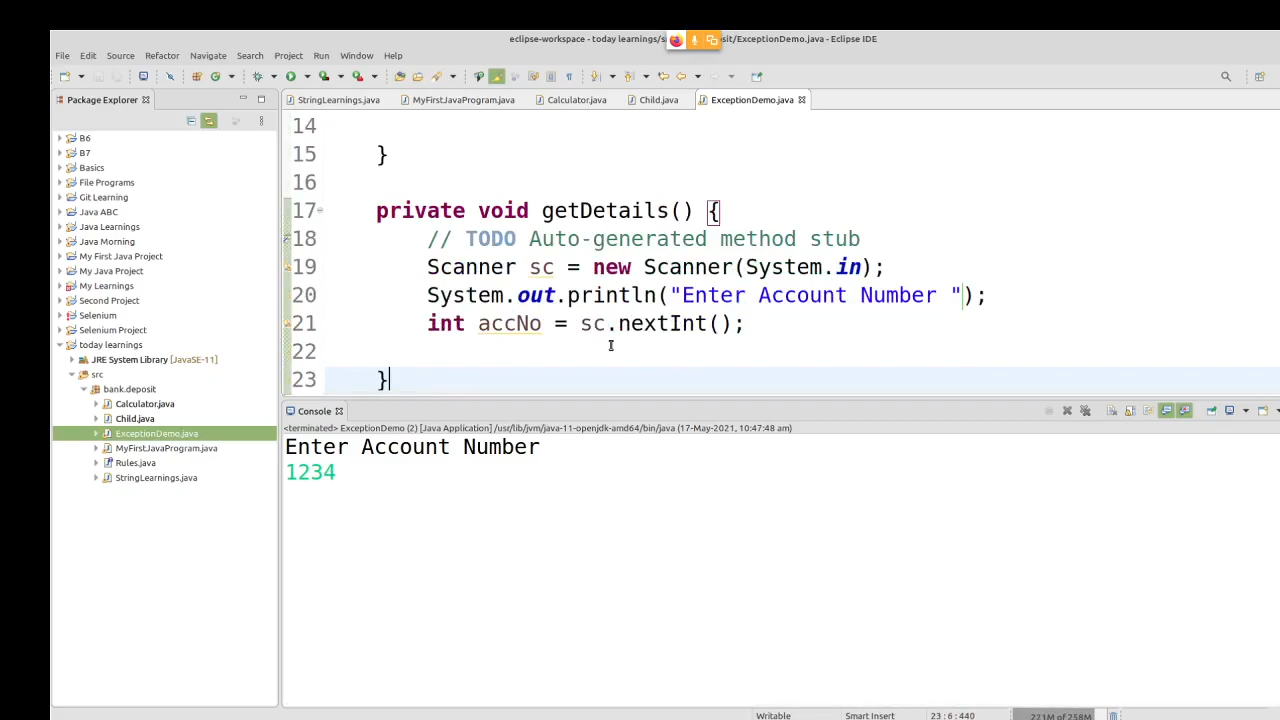 eclipse-workspace - today learnings/s sit/ExceptionDemo.java - Eclipse IDE
File Edit Source Refactor Navigate Search Project Run Window Help
Package Explorer
StringLearnings.java MyFirstJavaProgram.java Calculator.java Child.java ExceptionDemo.java
B6
B7
Basics
File Programs
Git Learning
Java ABC
Java Learnings
Java Morning
My First Java Project
My Java Project
My Learnings
Second Project
Selenium
Selenium Project
today learnings
JRE System Library [JavaSE-11]
src
bank.deposit
Calculator.java
Child.java
ExceptionDemo.java
MyFirstJavaProgram.java
Rules.java
StringLearnings.java
14
15 }
16
17 private void getDetails() {
18 // TODO Auto-generated method stub
19 Scanner sc = new Scanner(System.in);
20 System.out.println("Enter Account Number ");
21 int accNo = sc.nextInt();
22
23 }
Console
<terminated> ExceptionDemo (2) [Java Application] /usr/lib/jvm/java-11-openjdk-amd64/bin/java (17-May-2021, 10:47:48 am)
Enter Account Number
1234
Writable Smart Insert 23 : 6 : 440 221M of 258M